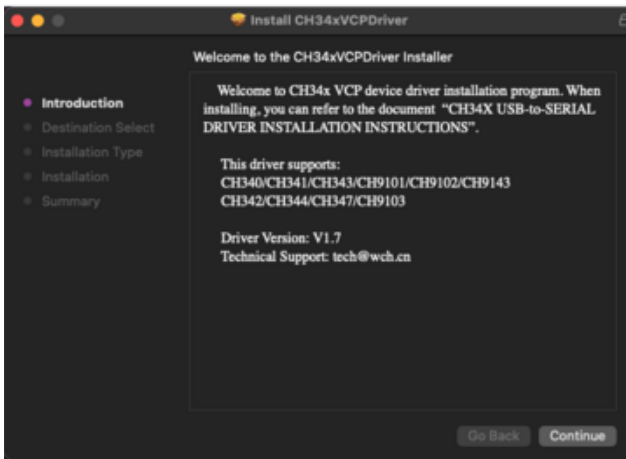 Install CH34xVCPDriver
Welcome to the CH34xVCPDriver Installer
Introduction
Destination Select
Installation Type
Installation
Summary
Welcome to CH34x VCP device driver installation program. When
installing, you can refer to the document “CH34X USB-to-SERIAL
DRIVER INSTALLATION INSTRUCTIONS”.
This driver supports:
CH340/CH341/CH343/CH9101/CH9102/CH9143
CH342/CH344/CH347/CH9103
Driver Version: V1.7
Technical Support: tech@wch.cn
Go Back
Continue